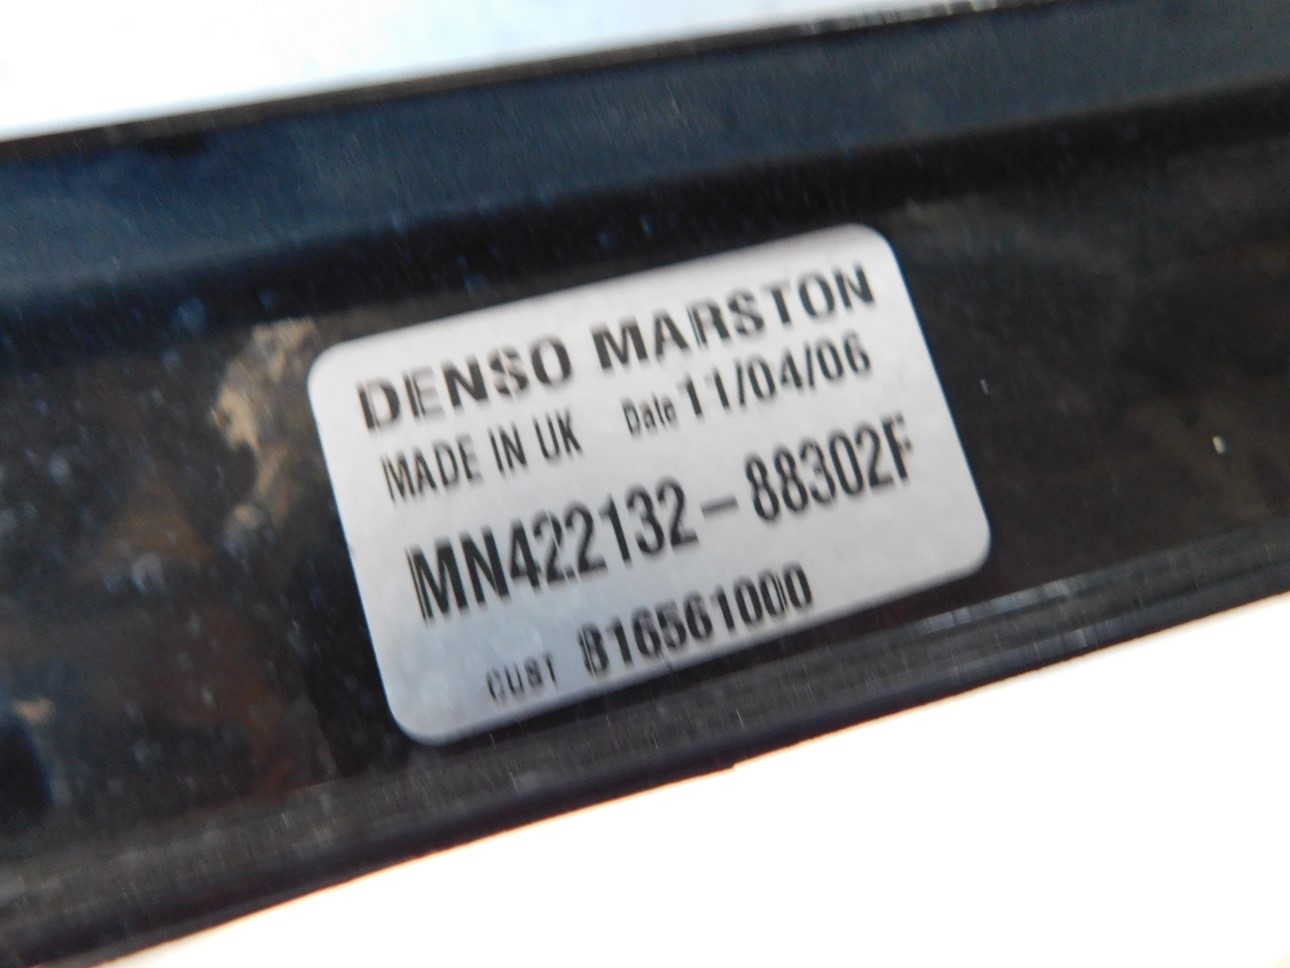 DENSO MARSTON
MADE IN UK Date 11/04/06
MN422132-88302F
CUST 816561000